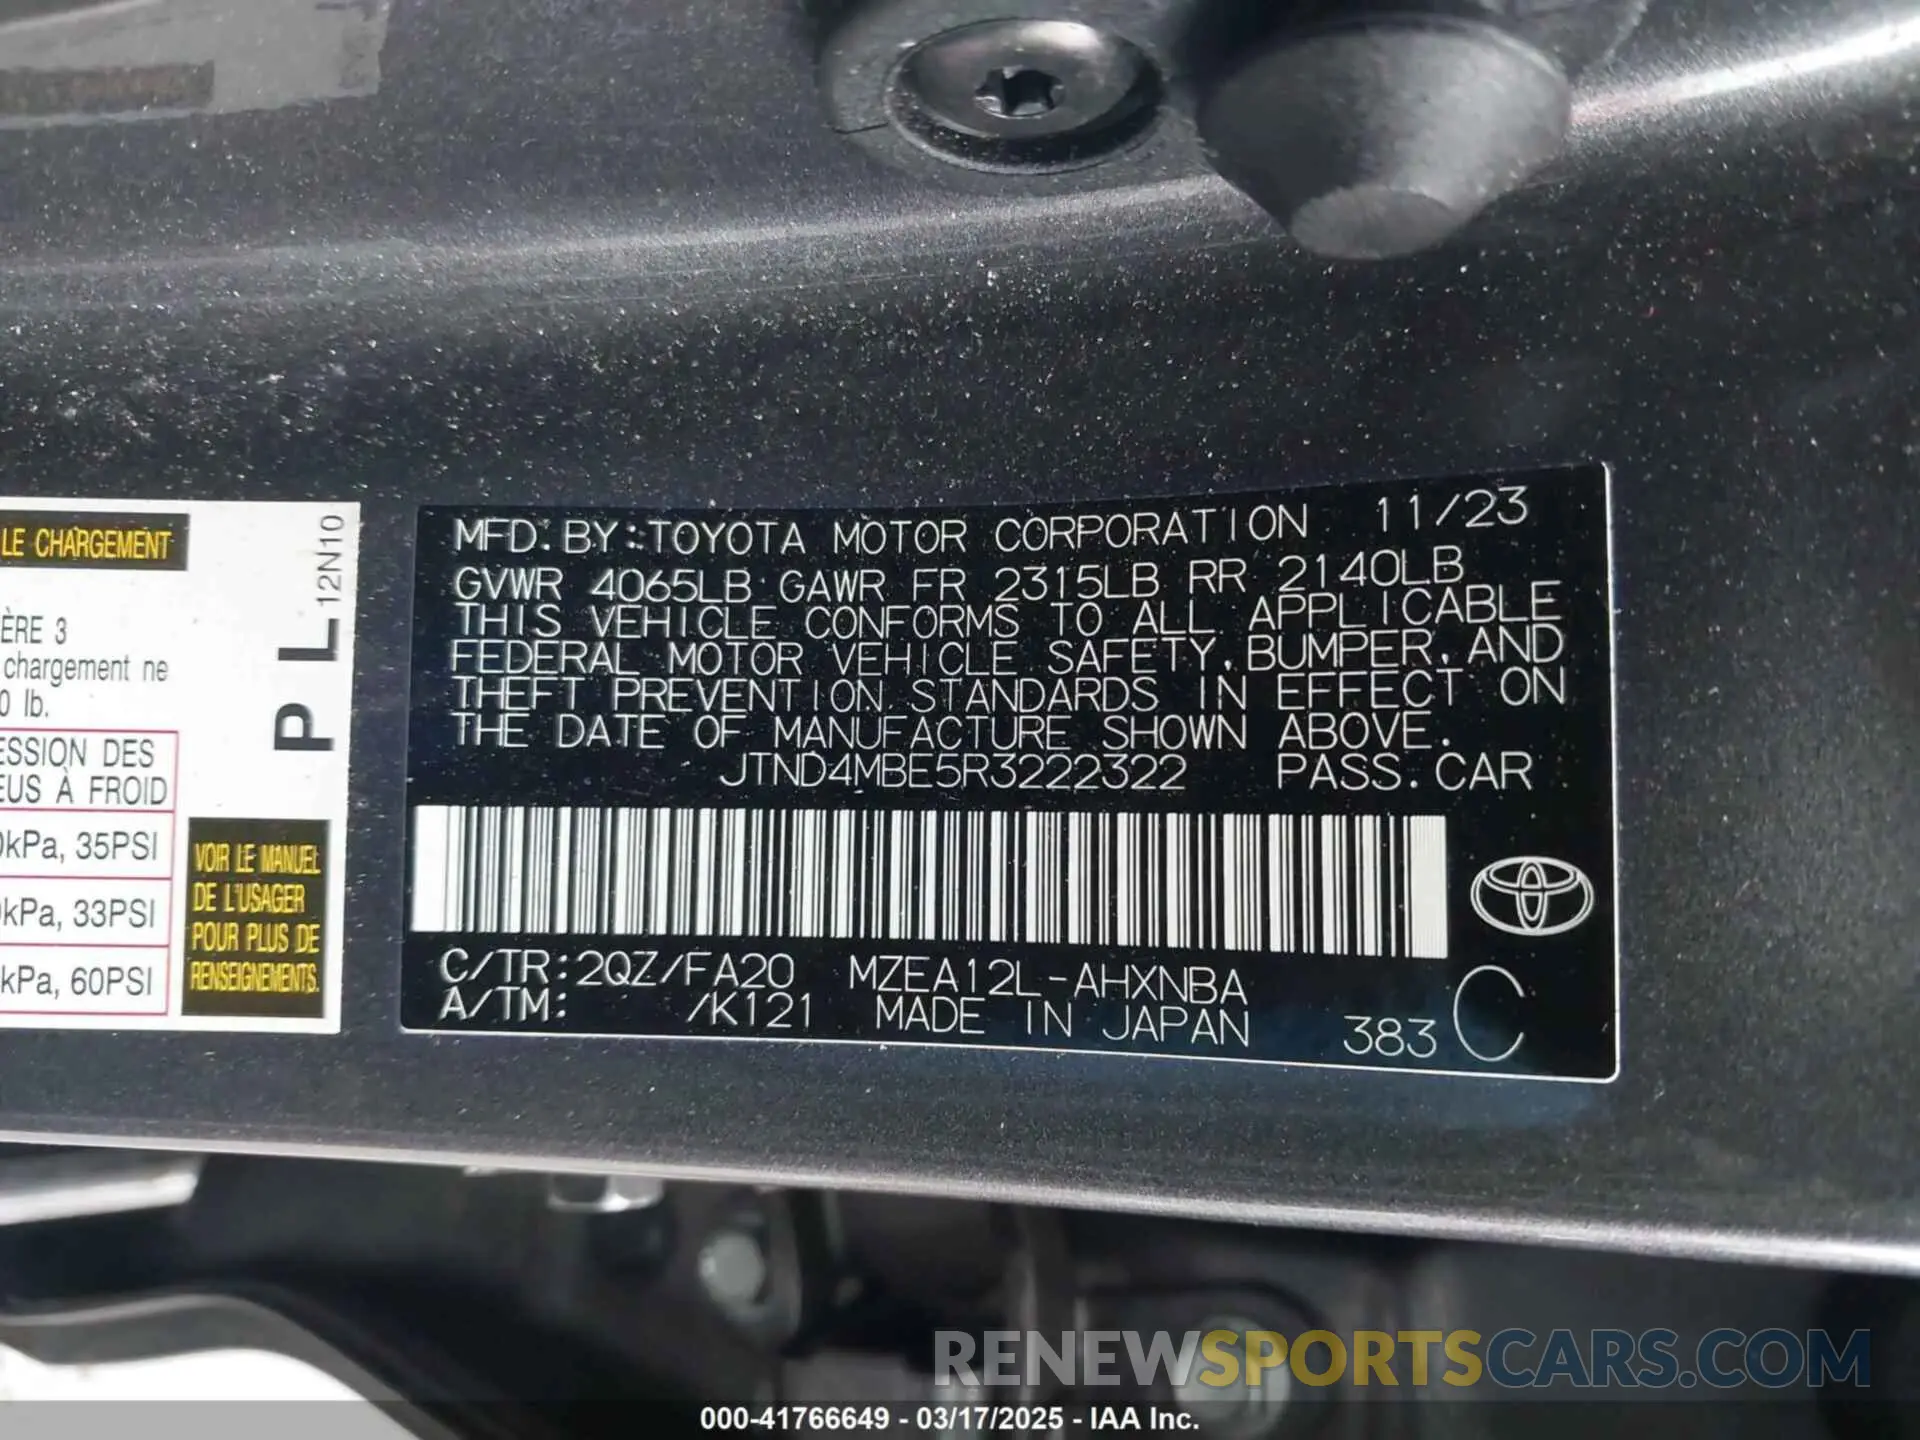 LE CHARGEMENT
ÈRE 3
chargement ne
0 lb.
ESSION DES
EUS À FROID
0kPa, 35PSI
0kPa, 33PSI
kPa, 60PSI
PL
12N10
VOIR LE MANUEL
DE L'USAGER
POUR PLUS DE
RENSEIGNEMENTS.
MFD. BY: TOYOTA MOTOR CORPORATION 11/23
GVWR 4065LB GAWR FR 2315LB RR 2140LB
THIS VEHICLE CONFORMS TO ALL APPLICABLE
FEDERAL MOTOR VEHICLE SAFETY, BUMPER, AND
THEFT PREVENTION STANDARDS IN EFFECT ON
THE DATE OF MANUFACTURE SHOWN ABOVE.
JTND4MBE5R3222322 PASS. CAR
C/TR: 2QZ/FA20 MZEA12L-AHXNBA
A/TM: /K121 MADE IN JAPAN 383 C
RENEWSPORTSCARS.COM
000-41766649 - 03/17/2025 - IAA Inc.